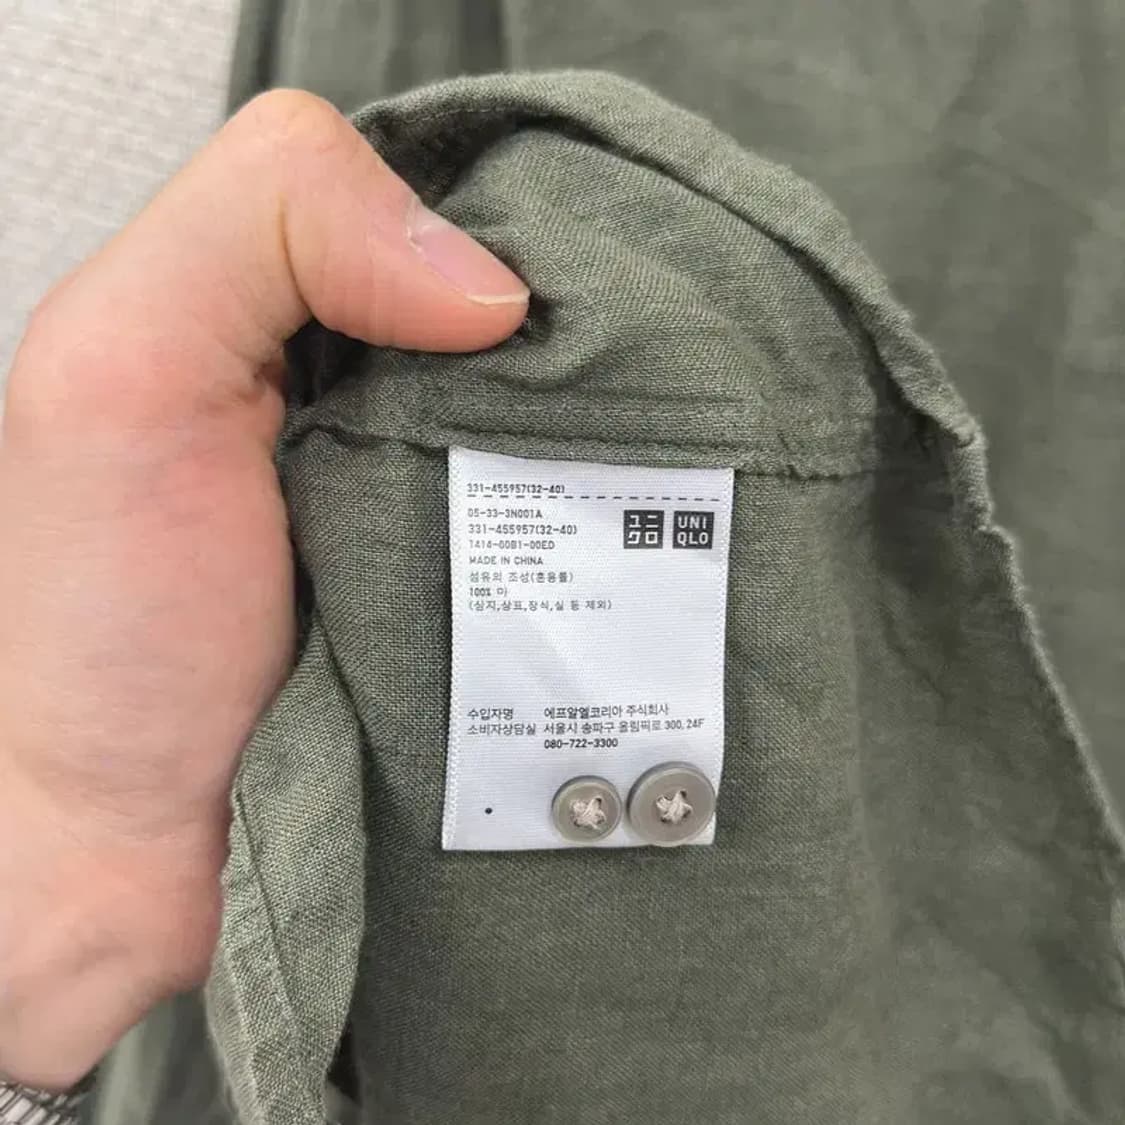 331-455957(32-40)
05-33-3N001A
331-455957(32-40)
1414-00B1-00ED
MADE IN CHINA
섬유의 조성(혼용률)
100% 마
(심지,상표,장식,실 등 제외)
ユニ
クロ
UNI
QLO
수입자명 에프알엘코리아 주식회사
소비자상담실 서울시 송파구 올림픽로 300, 24F
080-722-3300